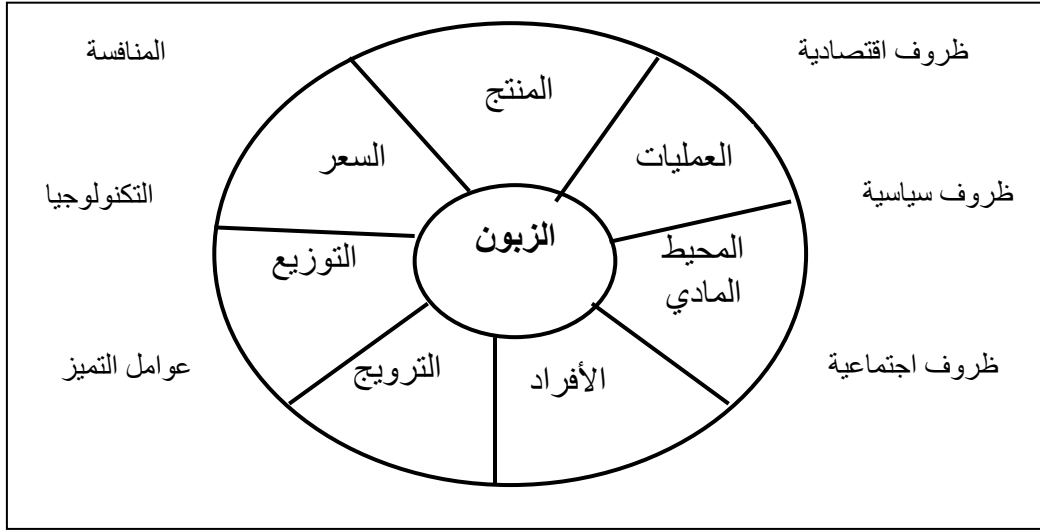 ظروف اقتصادية
المنافسة
المنتج
العمليات
السعر
ظروف سياسية
التكنولوجيا
الزبون
المحيط
المادي
التوزيع
ظروف اجتماعية
عوامل التميز
الأفراد
الترويج